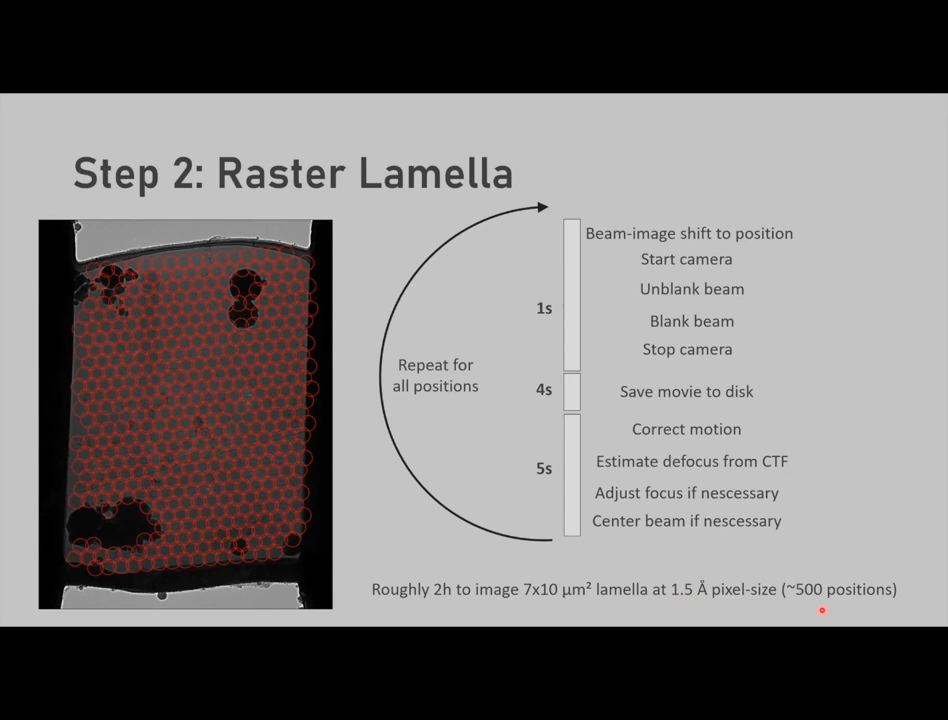 Step 2: Raster Lamella
Repeat for
all positions
1s
Beam-image shift to position
Start camera
Unblank beam
Blank beam
Stop camera
4s
Save movie to disk
5s
Correct motion
Estimate defocus from CTF
Adjust focus if nescessary
Center beam if nescessary
Roughly 2h to image 7x10 µm² lamella at 1.5 Å pixel-size (~500 positions)